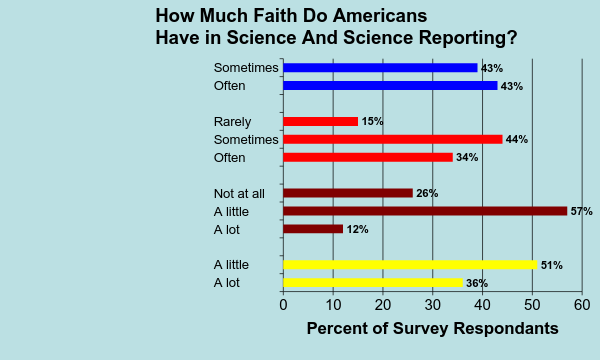 How Much Faith Do Americans
Have in Science And Science Reporting?
Sometimes 43%
Often 43%
Rarely 15%
Sometimes 44%
Often 34%
Not at all 26%
A little 57%
A lot 12%
A little 51%
A lot 36%
0 10 20 30 40 50 60
Percent of Survey Respondants